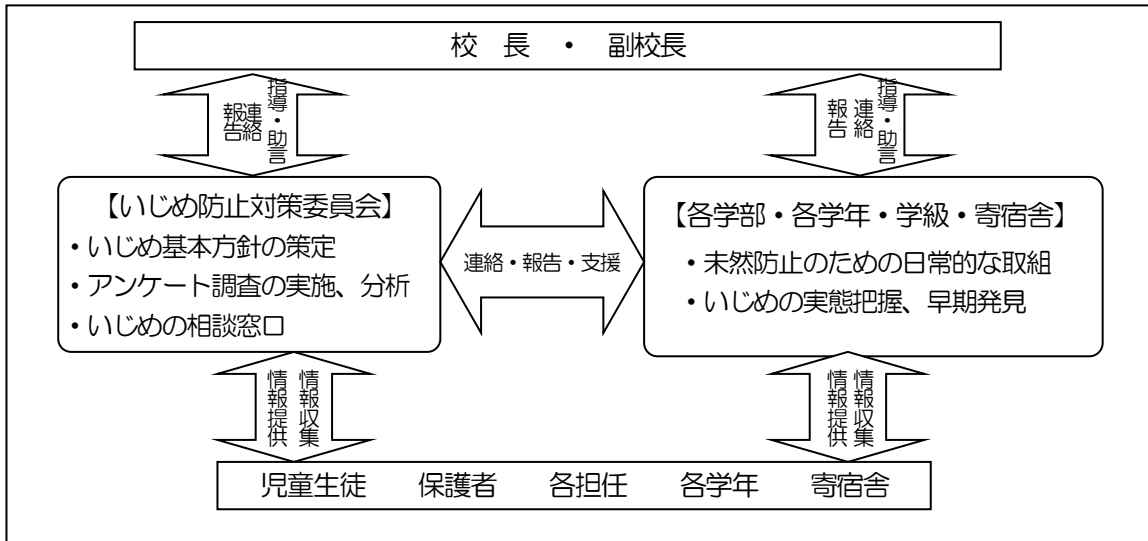 校 長 ・ 副校長
指導・助言
連絡
報告
指導・助言
連絡
報告
【いじめ防止対策委員会】
・いじめ基本方針の策定
・アンケート調査の実施、分析
・いじめの相談窓口
連絡・報告・支援
【各学部・各学年・学級・寄宿舎】
・未然防止のための日常的な取組
・いじめの実態把握、早期発見
情報収集
情報提供
情報収集
情報提供
児童生徒 保護者 各担任 各学年 寄宿舎